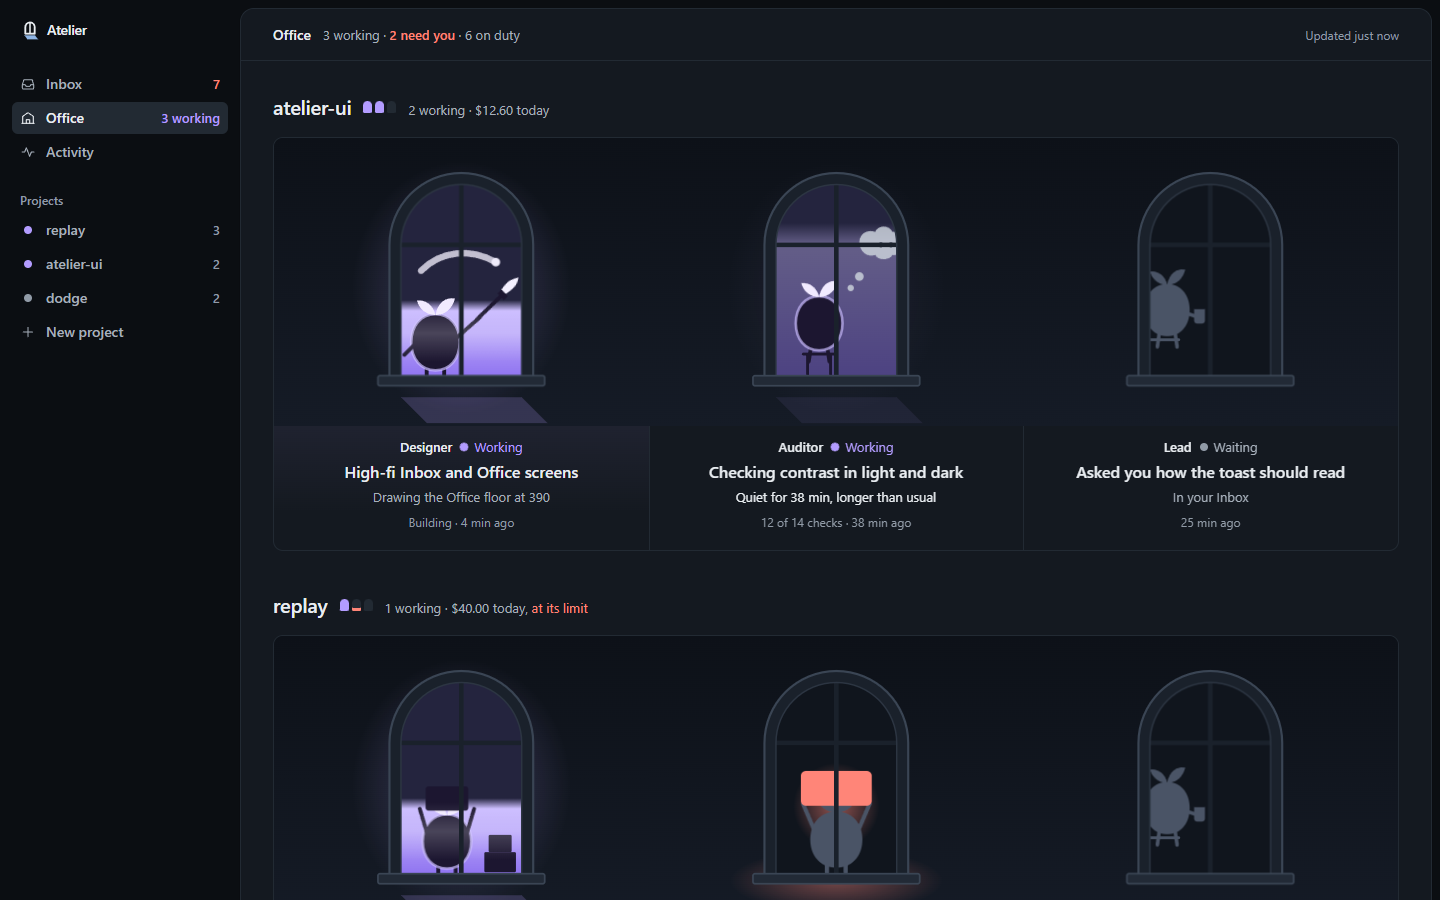 Atelier
Inbox 7
Office 3 working
Activity
Projects
replay 3
atelier-ui 2
dodge 2
New project
Office 3 working · 2 need you · 6 on duty
Updated just now
atelier-ui 2 working · $12.60 today
Designer Working
High-fi Inbox and Office screens
Drawing the Office floor at 390
Building · 4 min ago
Auditor Working
Checking contrast in light and dark
Quiet for 38 min, longer than usual
12 of 14 checks · 38 min ago
Lead Waiting
Asked you how the toast should read
In your Inbox
25 min ago
replay 1 working · $40.00 today, at its limit